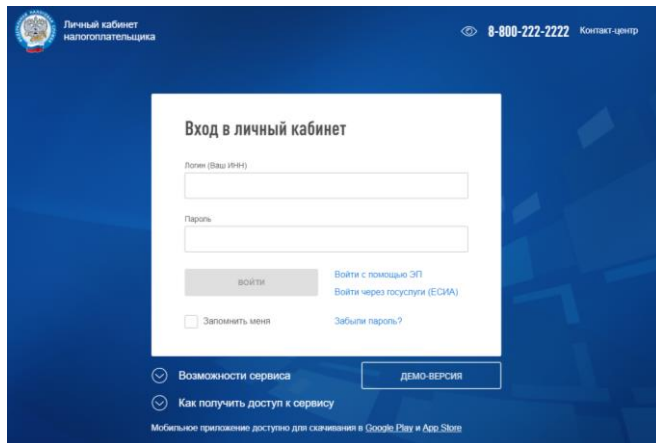 Личный кабинет
налогоплательщика
8-800-222-2222 Контакт-центр
Вход в личный кабинет
Логин (Ваш ИНН)
Пароль
ВОЙТИ
Войти с помощью ЭП
Войти через госуслуги (ЕСИА)
Запомнить меня
Забыли пароль?
Возможности сервиса
ДЕМО-ВЕРСИЯ
Как получить доступ к сервису
Мобильное приложение доступно для скачивания в Google Play и App Store